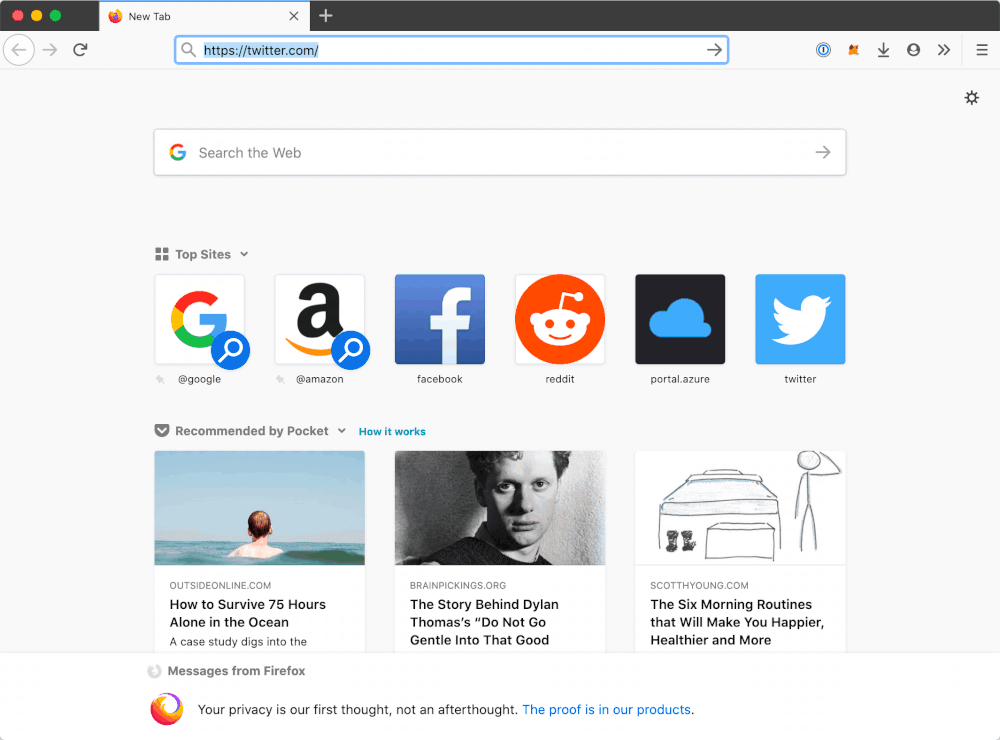 New Tab
https://twitter.com/
Search the Web
Top Sites
@google
@amazon
facebook
reddit
portal.azure
twitter
Recommended by Pocket How it works
OUTSIDEONLINE.COM
How to Survive 75 Hours
Alone in the Ocean
A case study digs into the
BRAINPICKINGS.ORG
The Story Behind Dylan
Thomas’s “Do Not Go
Gentle Into That Good
SCOTTHYOUNG.COM
The Six Morning Routines
that Will Make You Happier,
Healthier and More
Messages from Firefox
Your privacy is our first thought, not an afterthought. The proof is in our products.